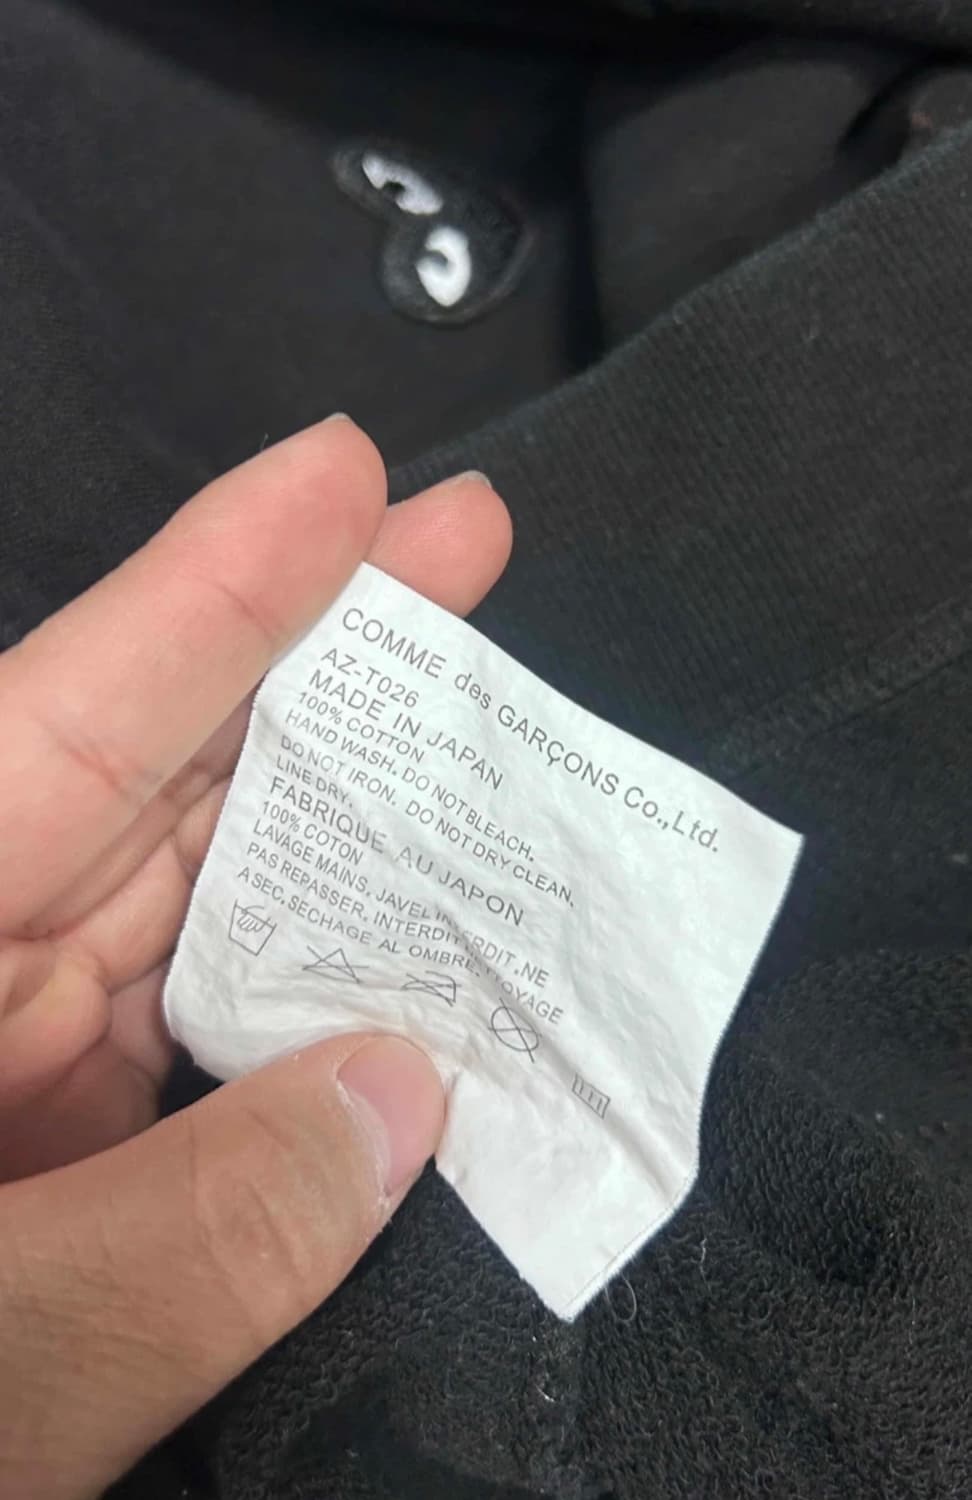 COMME des GARÇONS Co.,Ltd.
AZ-T026
MADE IN JAPAN
100% COTTON
HAND WASH. DO NOT BLEACH.
DO NOT IRON. DO NOT DRY CLEAN.
LINE DRY.
FABRIQUE AU JAPON
100% COTON
LAVAGE MAINS. JAVEL INTERDIT.NE
PAS REPASSER. INTERDIT
A SEC. SECHAGE AL OMBRE.